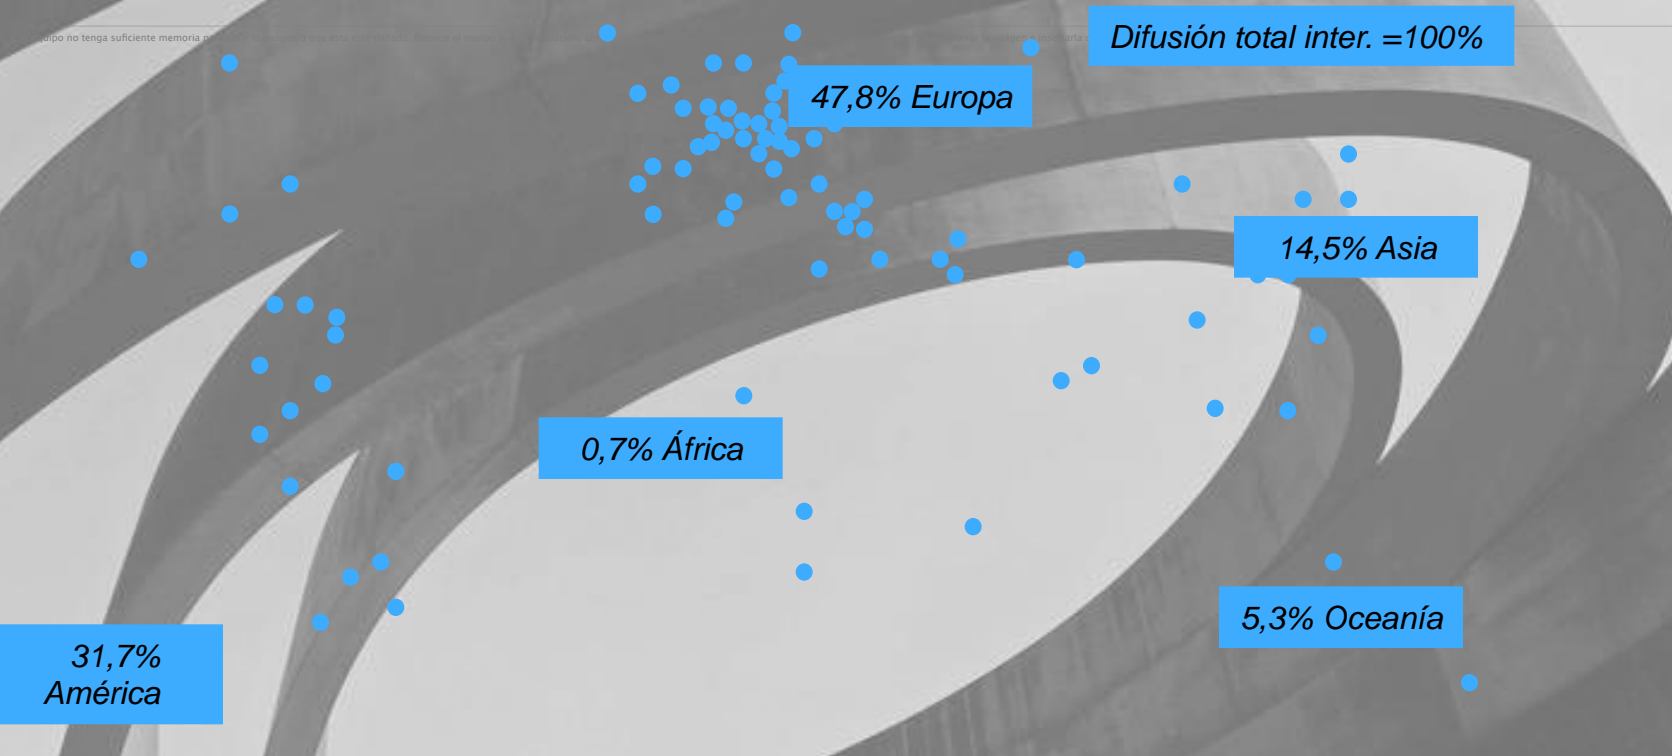 Difusión total inter. =100%
47,8% Europa
14,5% Asia
0,7% África
5,3% Oceanía
31,7%
América